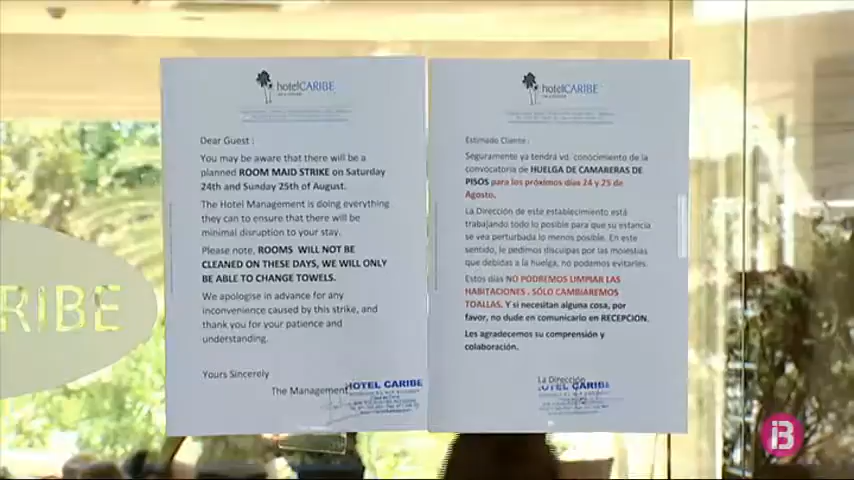 hotelCARIBE
Dear Guest :
You may be aware that there will be a
planned ROOM MAID STRIKE on Saturday
24th and Sunday 25th of August.
The Hotel Management is doing everything
they can to ensure that there will be
minimal disruption to your stay.
Please note, ROOMS WILL NOT BE
CLEANED ON THESE DAYS, WE WILL ONLY
BE ABLE TO CHANGE TOWELS.
We apologise in advance for any
inconvenience caused by this strike, and
thank you for your patience and
understanding.
Yours Sincerely
The Management
HOTEL CARIBE
hotelCARIBE
Estimado Cliente :
Seguramente ya tendrá vd. conocimiento de la
convocatoria de HUELGA DE CAMARERAS DE
PISOS para los próximos días 24 y 25 de
Agosto.
La Dirección de este establecimiento está
trabajando todo lo posible para que su estancia
se vea perturbada lo menos posible. En este
sentido, le pedimos disculpas por las molestias
que debidas a la huelga, no podamos evitarles.
Estos días NO PODREMOS LIMPIAR LAS
HABITACIONES . SÓLO CAMBIAREMOS
TOALLAS. Y si necesitan alguna cosa, por
favor, no dude en comunicarlo en RECEPCION.
Les agradecemos su comprensión y
colaboración.
La Dirección
HOTEL CARIBE
RIBE
iB